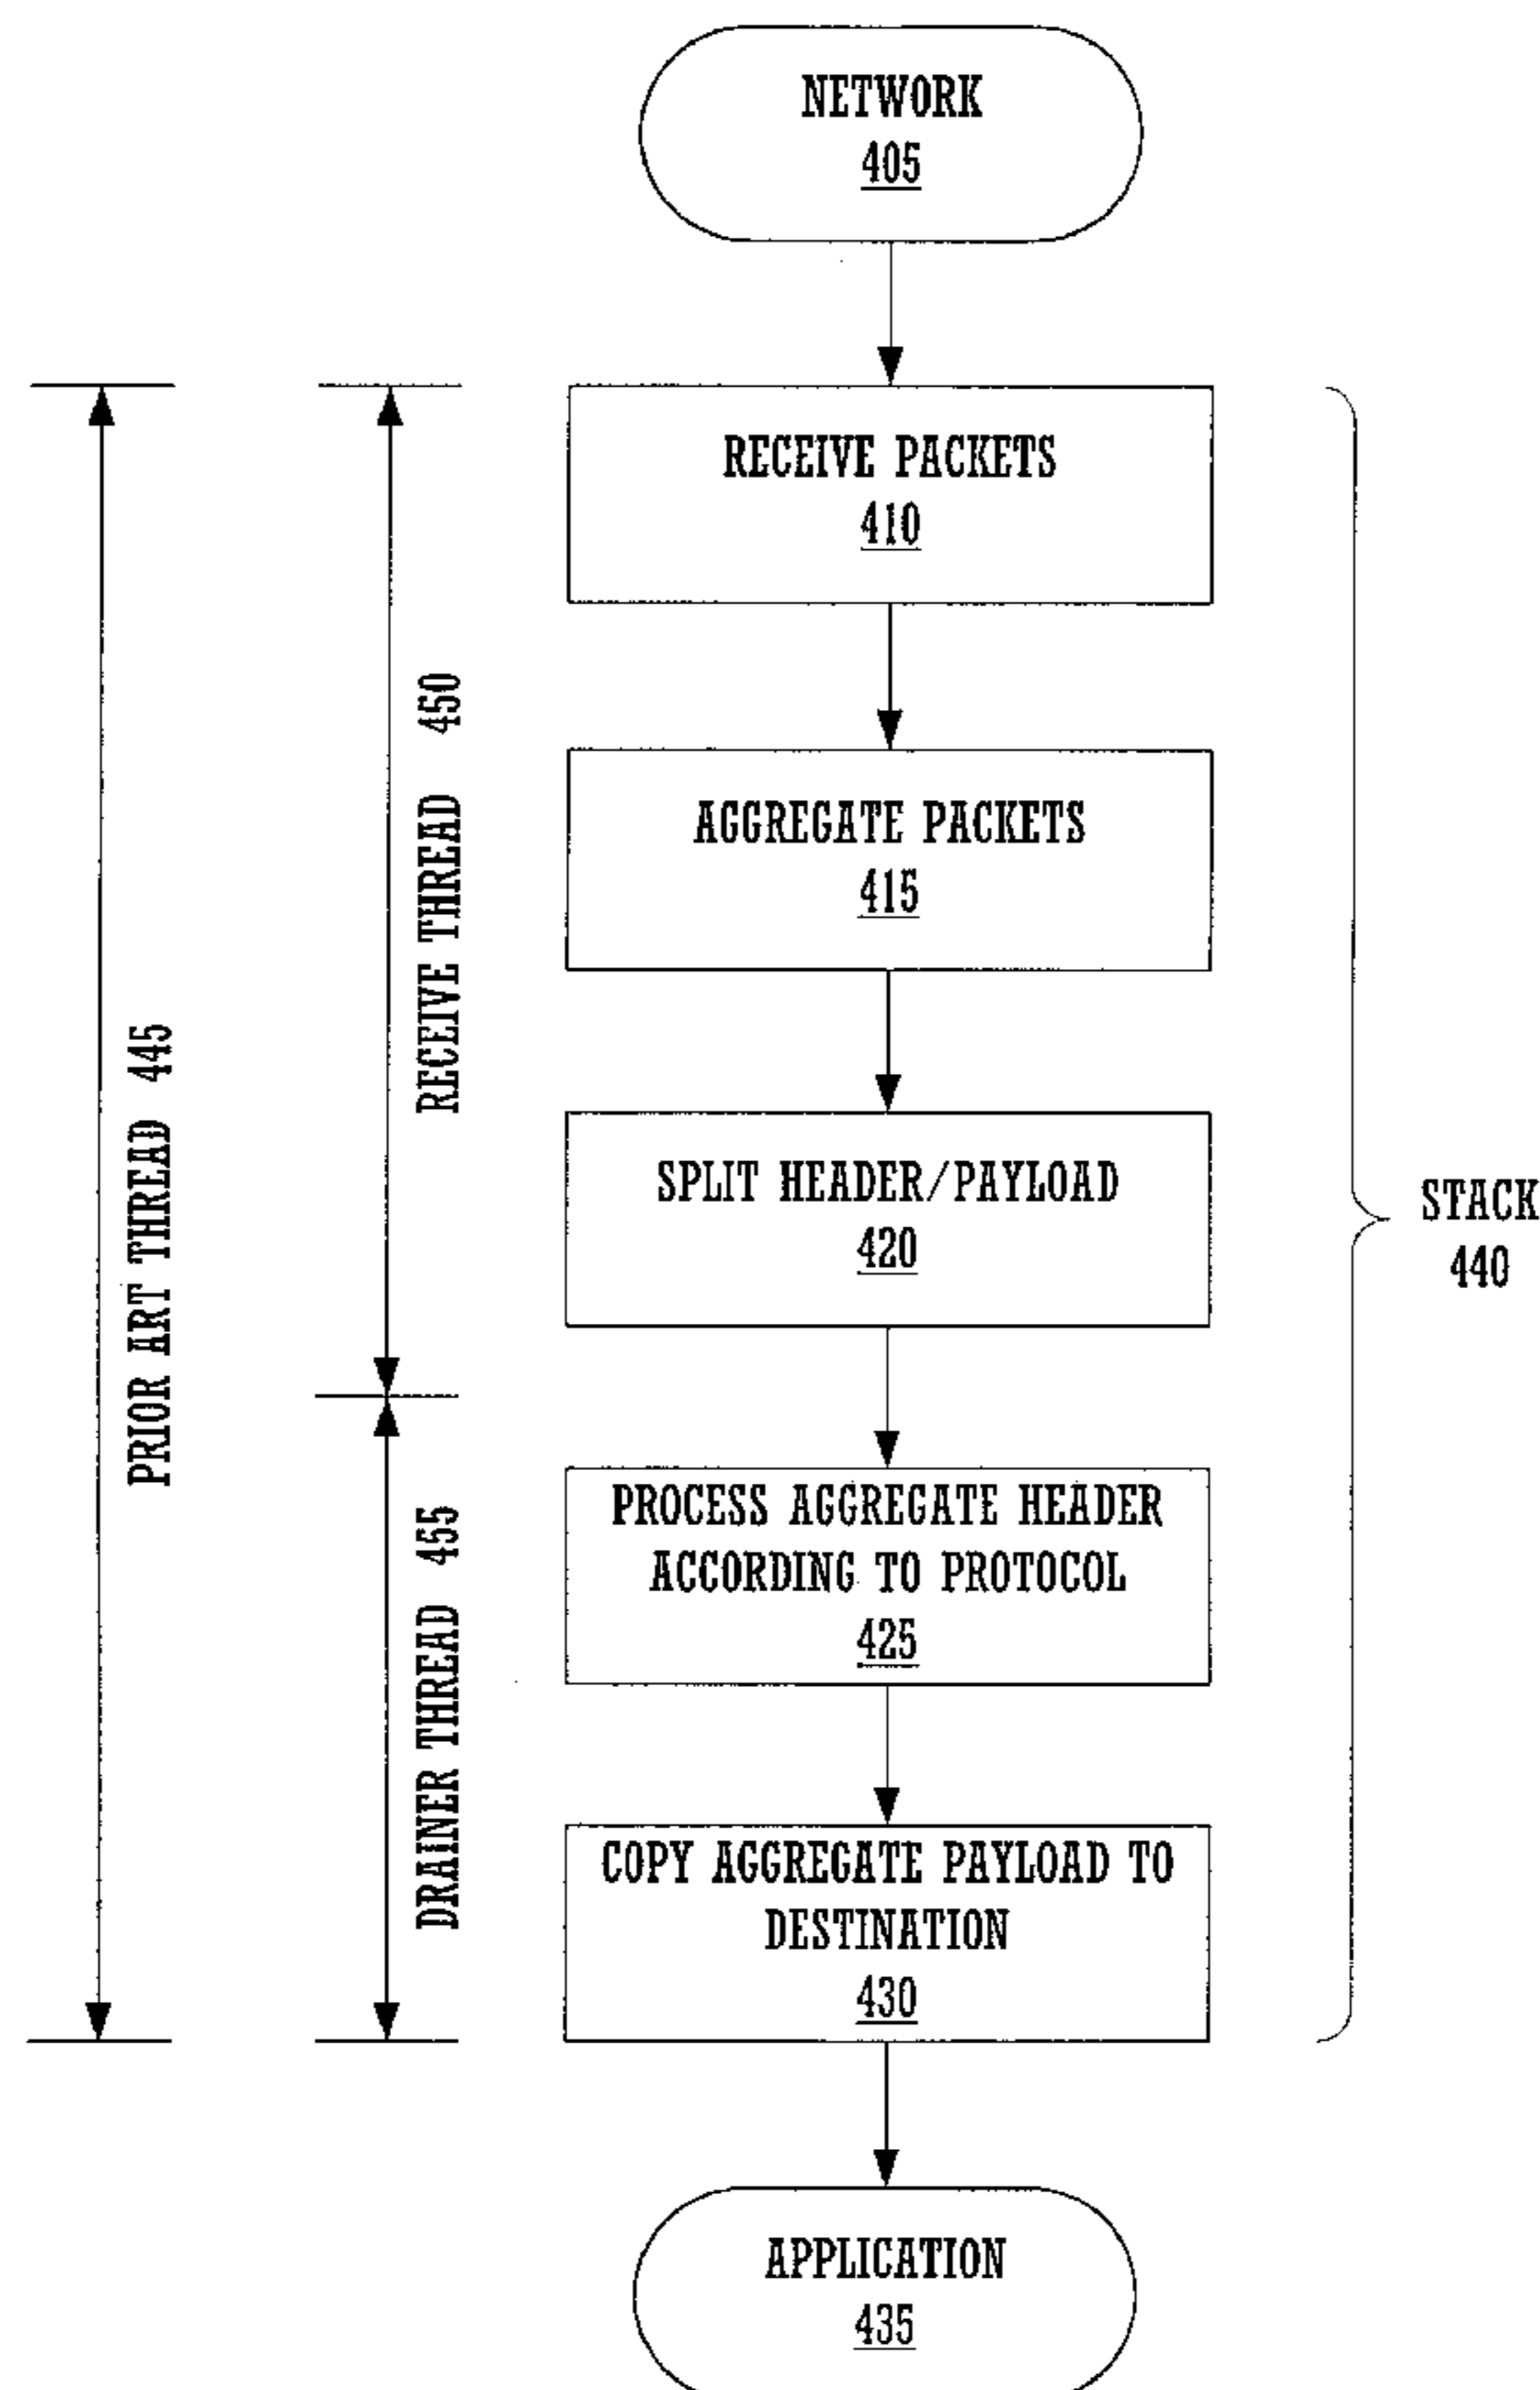 NETWORK
405
RECEIVE PACKETS
410
AGGREGATE PACKETS
415
SPLIT HEADER/PAYLOAD
420
PROCESS AGGREGATE HEADER
ACCORDING TO PROTOCOL
425
COPY AGGREGATE PAYLOAD TO
DESTINATION
430
APPLICATION
435
PRIOR ART THREAD 445
RECEIVE THREAD 460
DRAINER THREAD 455
STACK
440